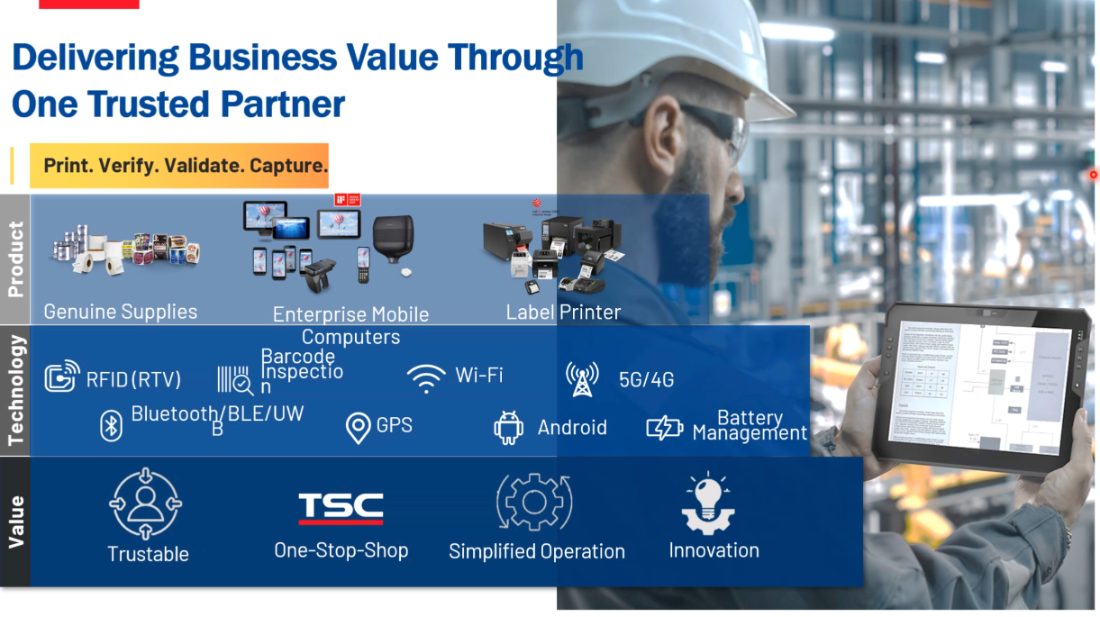 Delivering Business Value Through
One Trusted Partner
Print. Verify. Validate. Capture.
Product
Genuine Supplies
Enterprise Mobile
Computers
Label Printer
Technology
RFID (RTV)
Barcode
Inspectio
n
Wi-Fi
5G/4G
Bluetooth/BLE/UW
B
GPS
Android
Battery
Management
Value
Trustable
TSC
One-Stop-Shop
Simplified Operation
Innovation